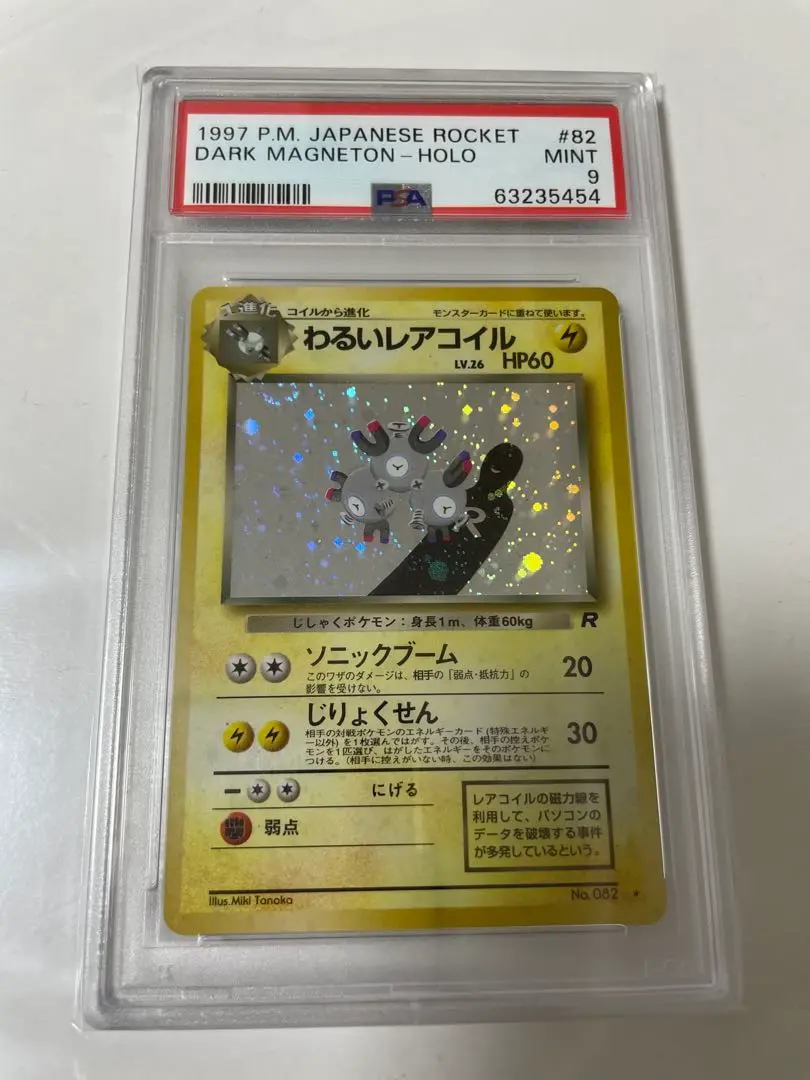 1997 P.M. JAPANESE ROCKET #82
DARK MAGNETON-HOLO MINT
9
PSA 63235454
1進化 コイルから進化 モンスターカードに重ねて使います。
わるいレアコイル
LV.26 HP60
じしゃくポケモン:身長1m、体重60kg R
ソニックブーム 20
このワザのダメージは、相手の「弱点・抵抗力」の
影響を受けない。
じりょくせん 30
相手の対戦ポケモンのエネルギーカード(特殊エネルギ
ー以外)を1枚選んではがす。その後、相手の控えポケ
モンを1匹選び、はがしたエネルギーをそのポケモンに
つける。(相手に控えがいない時、この効果はない)
にげる
弱点
レアコイルの磁力線を
利用して、パソコンの
データを破壊する事件
が多発しているという。
Illus.Miki Tanaka No.082 ★